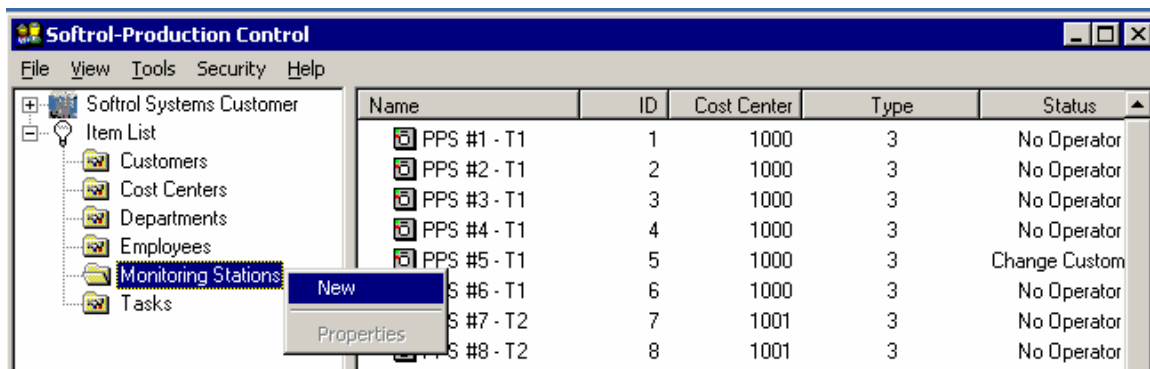 Softrol-Production Control
File View Tools Security Help
Softrol Systems Customer
Item List
Customers
Cost Centers
Departments
Employees
Monitoring Stations
Tasks
New
Properties
Name ID Cost Center Type Status
PPS #1 - T1 1 1000 3 No Operator
PPS #2 - T1 2 1000 3 No Operator
PPS #3 - T1 3 1000 3 No Operator
PPS #4 - T1 4 1000 3 No Operator
PPS #5 - T1 5 1000 3 Change Custom
S #6 - T1 6 1000 3 No Operator
S #7 - T2 7 1001 3 No Operator
S #8 - T2 8 1001 3 No Operator